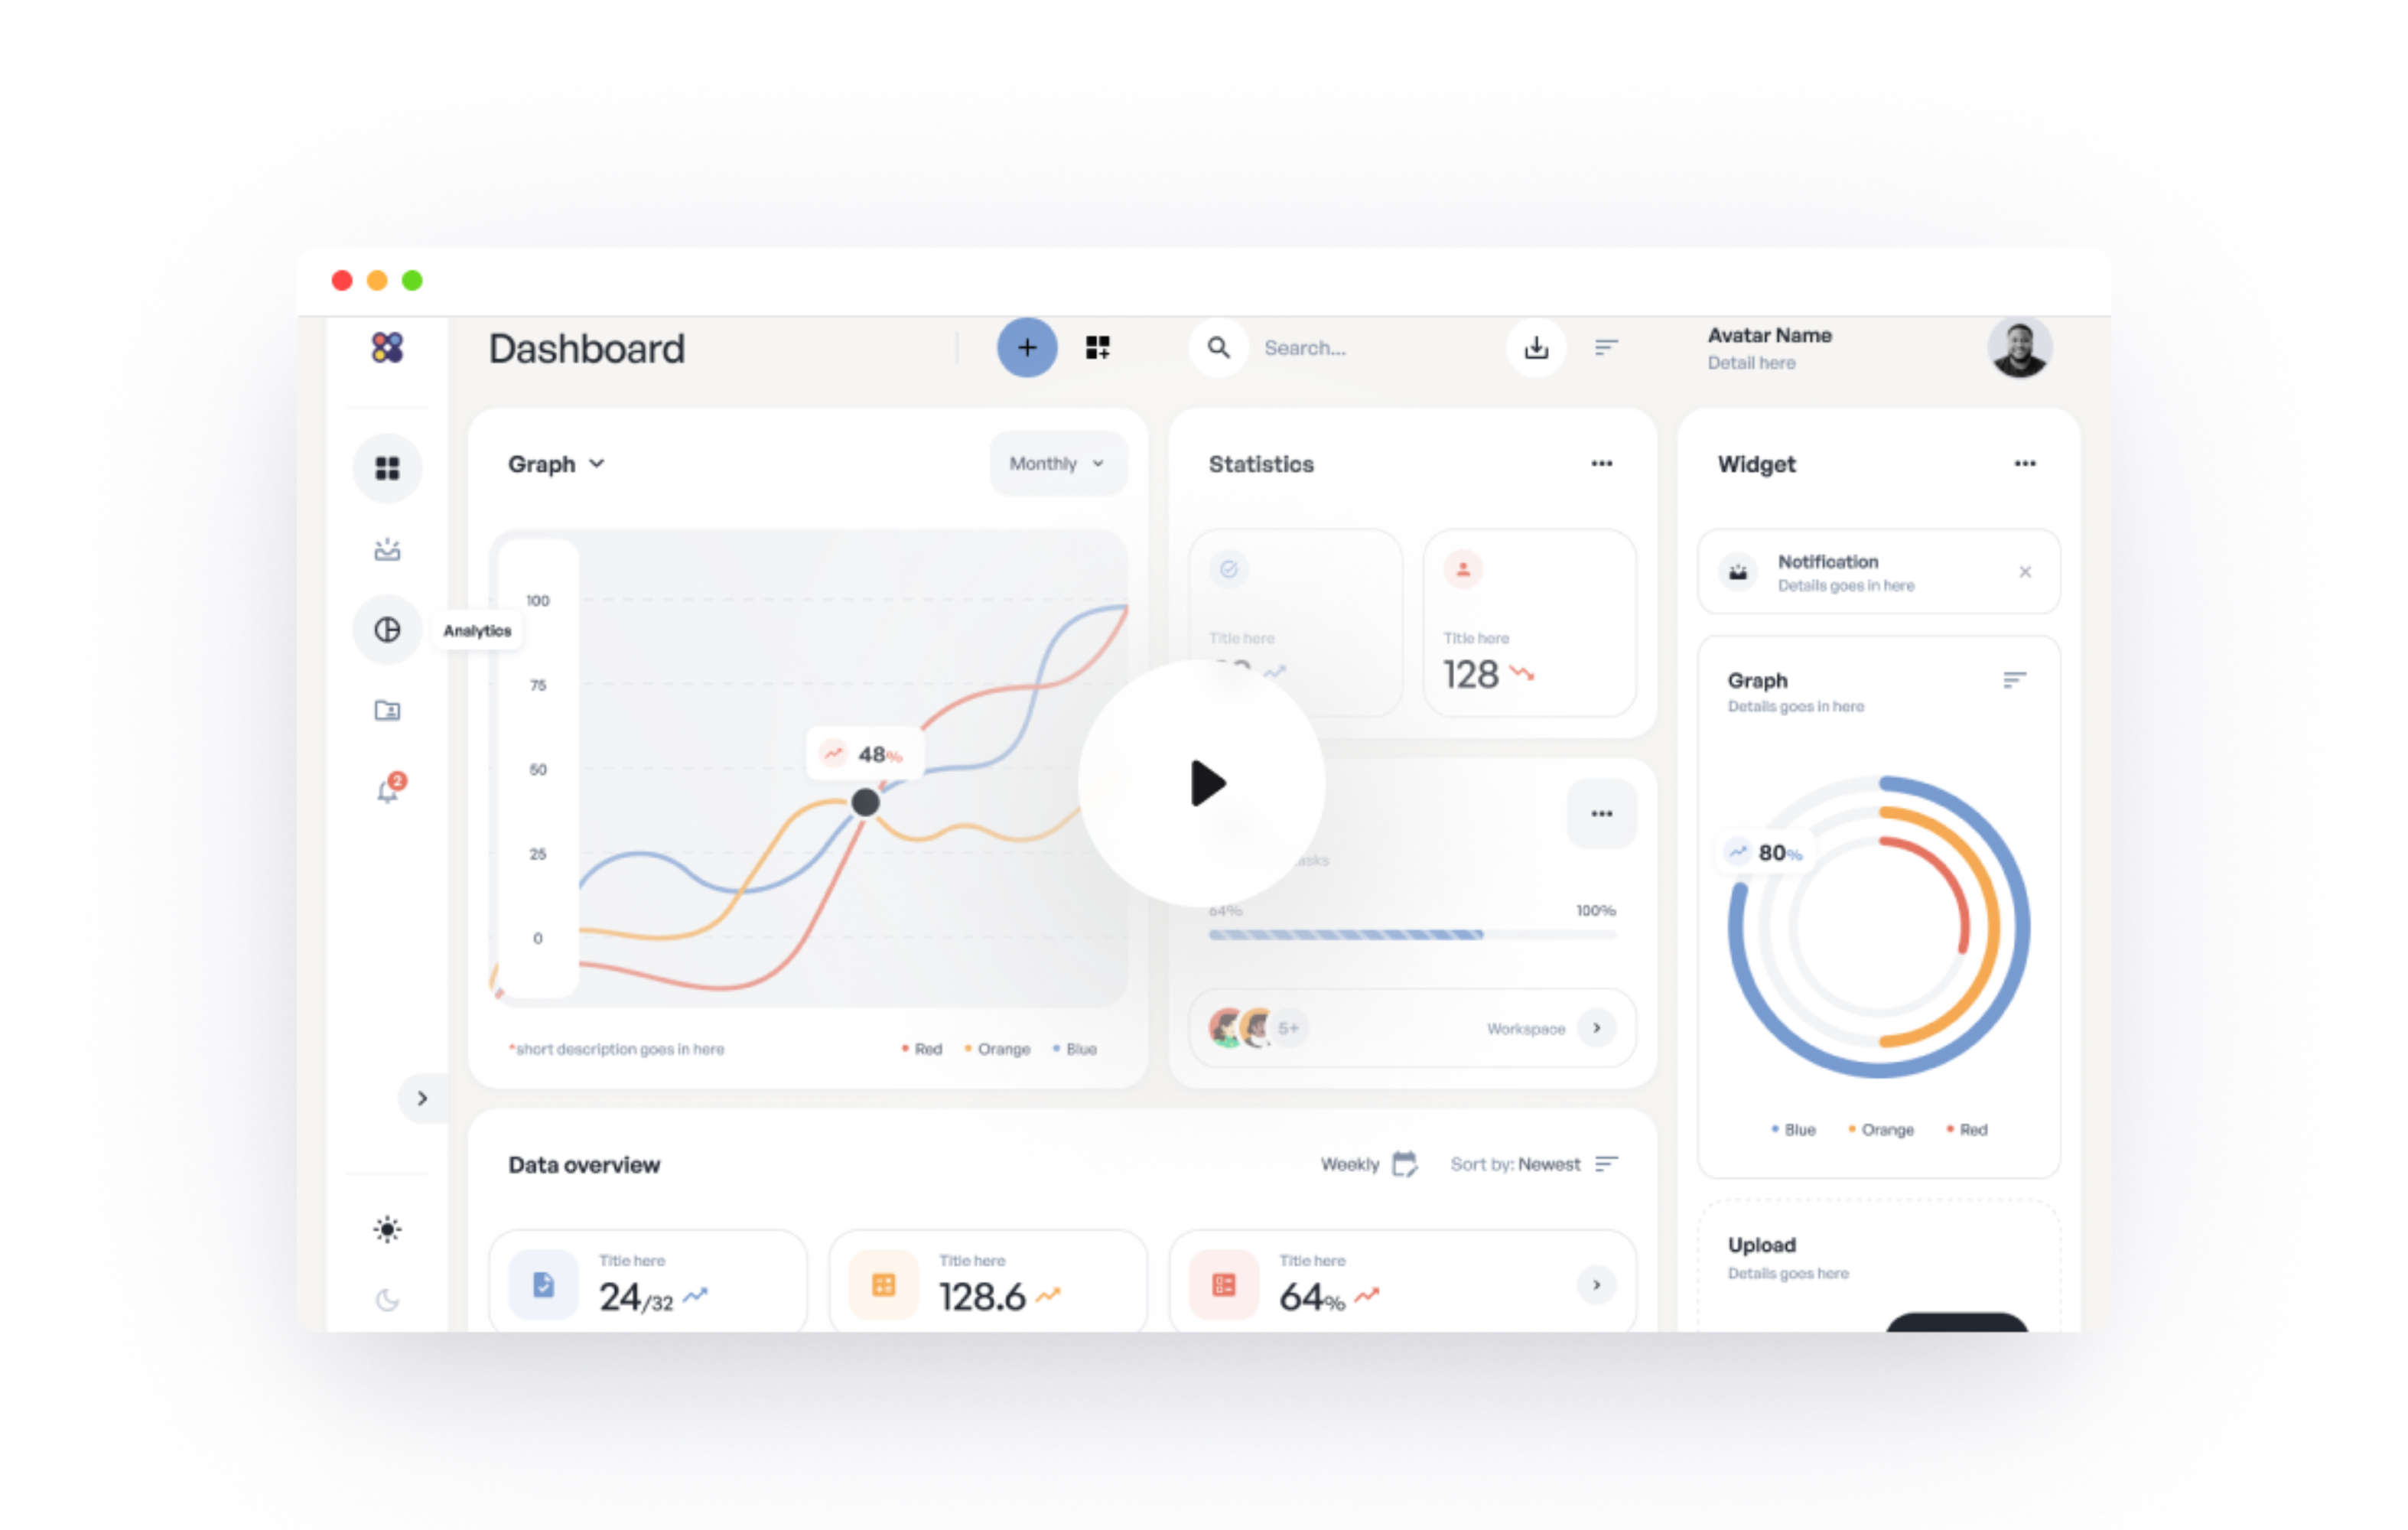 Dashboard
Search...
Avatar Name
Detail here
Graph
Monthly
100
75
50
25
0
48%
Analytics
2
*short description goes in here
Red
Orange
Blue
Statistics
Title here
Title here
128
64%
100%
5+
Workspace
Widget
Notification
Details goes in here
Graph
Details goes in here
80%
Blue
Orange
Red
Data overview
Weekly
Sort by: Newest
Title here
24/32
Title here
128.6
Title here
64%
Upload
Details goes here